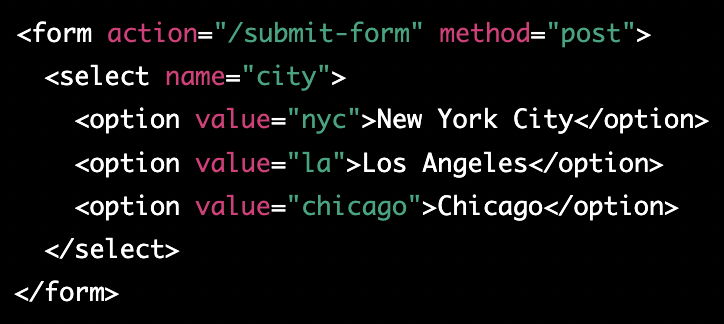 <form action="/submit-form" method="post">
<select name="city">
<option value="nyc">New York City</option>
<option value="la">Los Angeles</option>
<option value="chicago">Chicago</option>
</select>
</form>